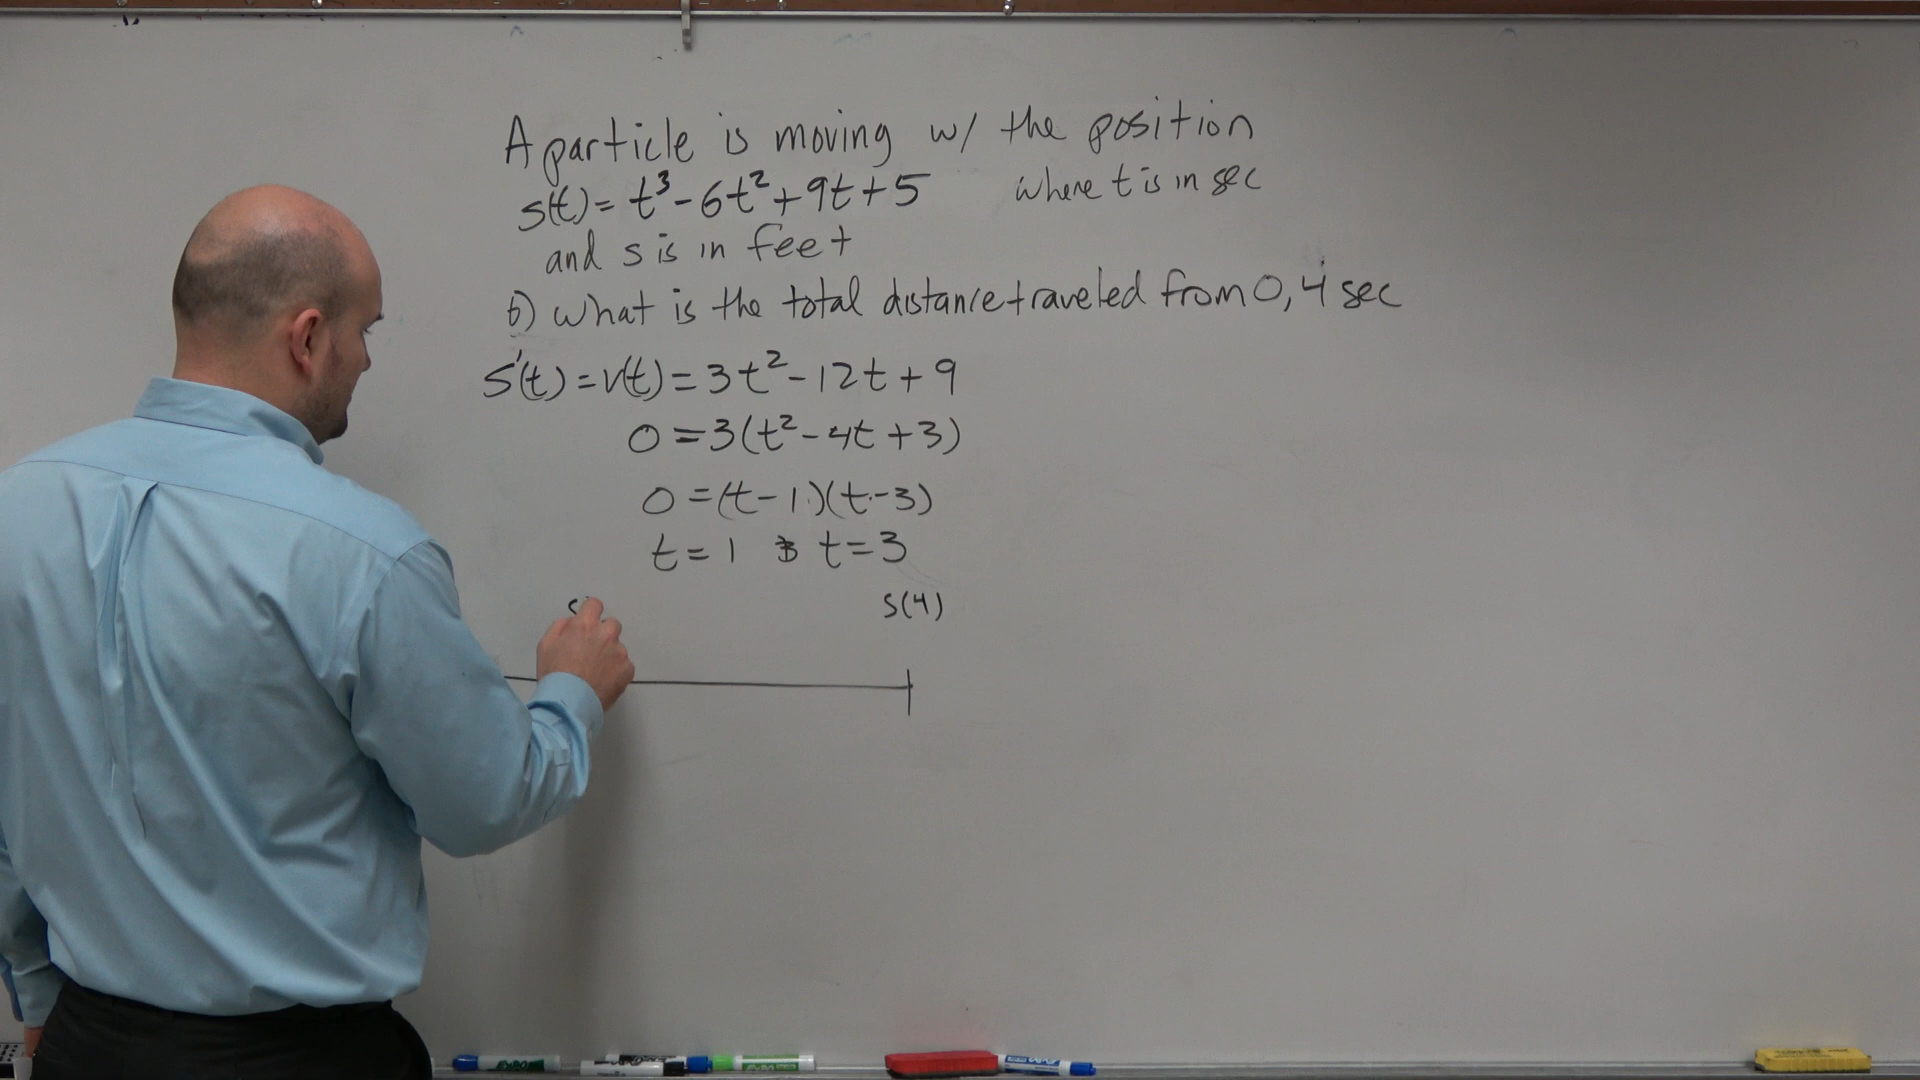 A particle is moving w/ the position
s(t) = t³ - 6t² + 9t + 5 where t is in sec
and s is in feet
b) what is the total distance traveled from 0, 4 sec
s'(t) = v(t) = 3t² - 12t + 9
0 = 3(t² - 4t + 3)
0 = (t - 1)(t - 3)
t = 1 & t = 3
s(4)
EXPO